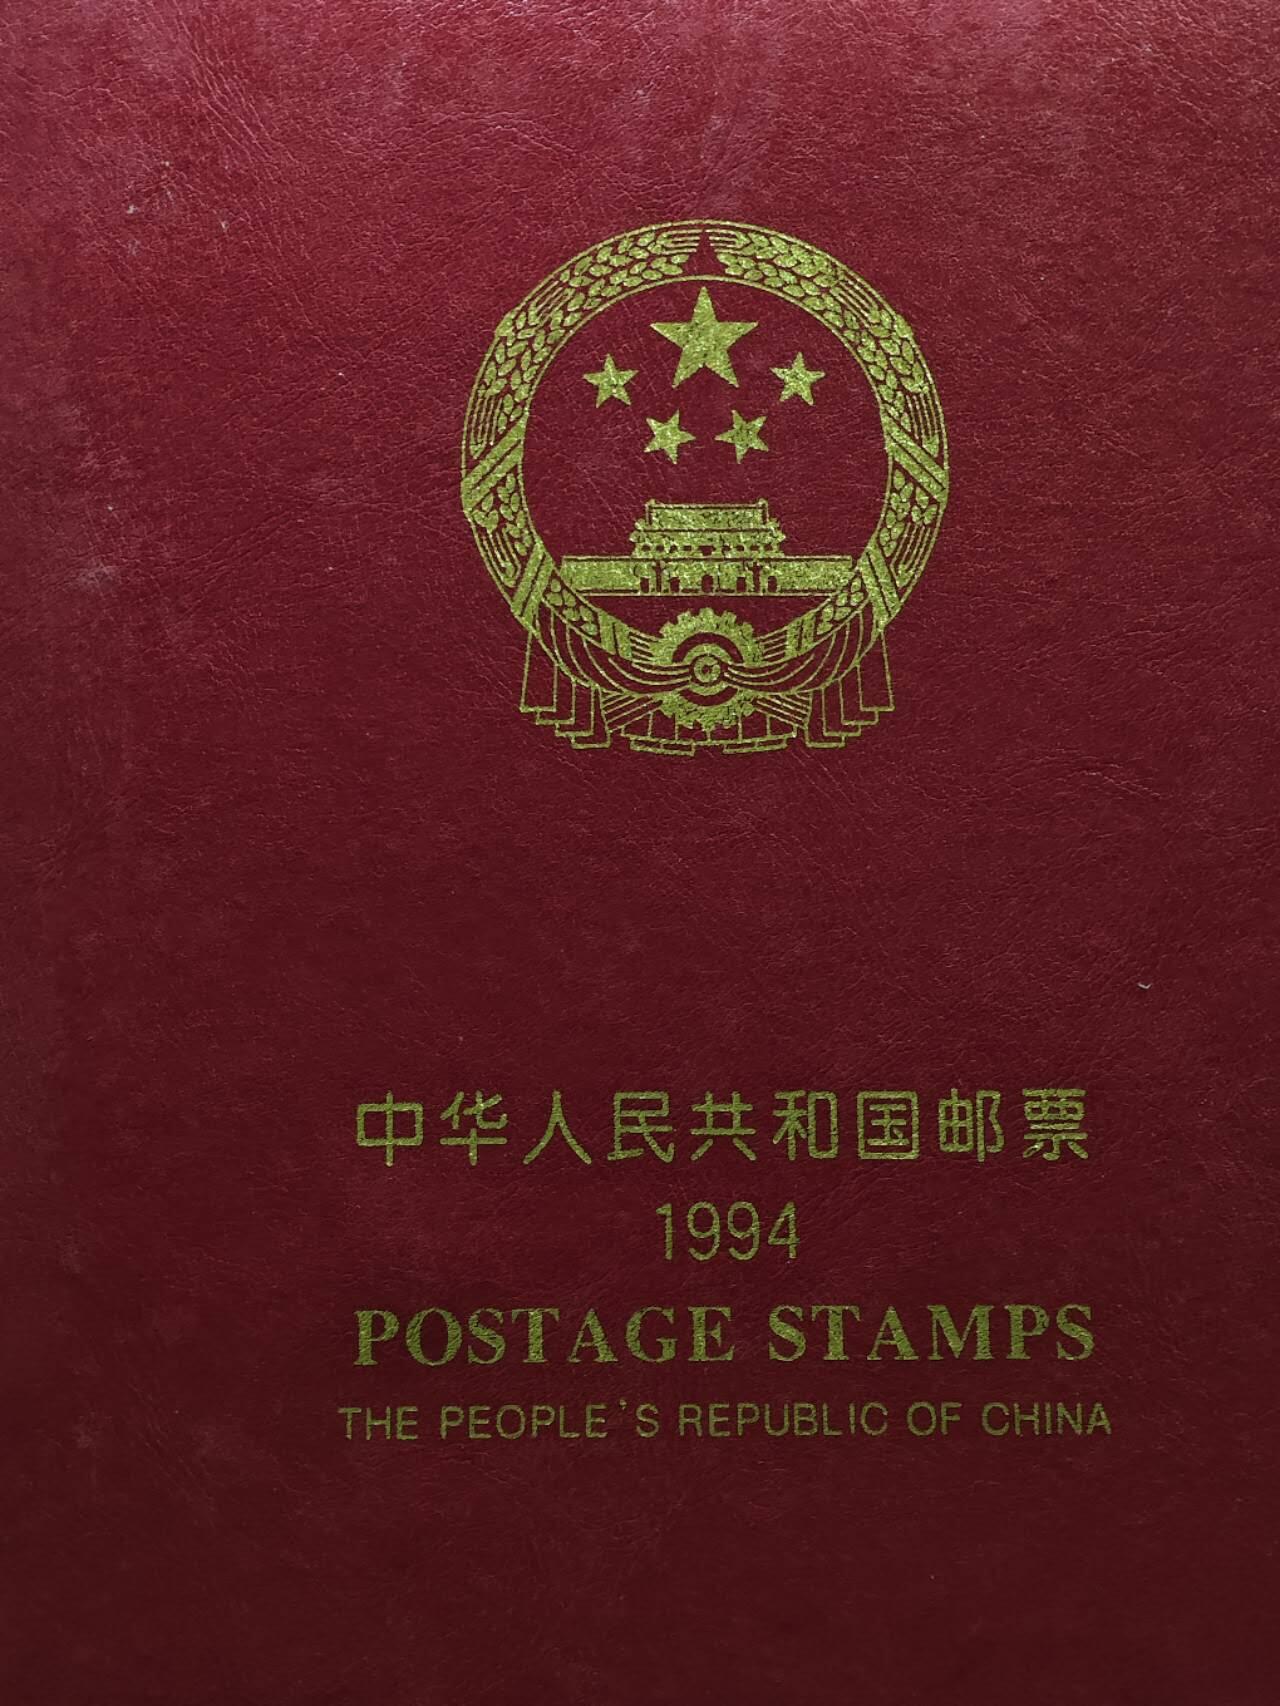 中华人民共和国邮票
1994
POSTAGE STAMPS
THE PEOPLE'S REPUBLIC OF CHINA